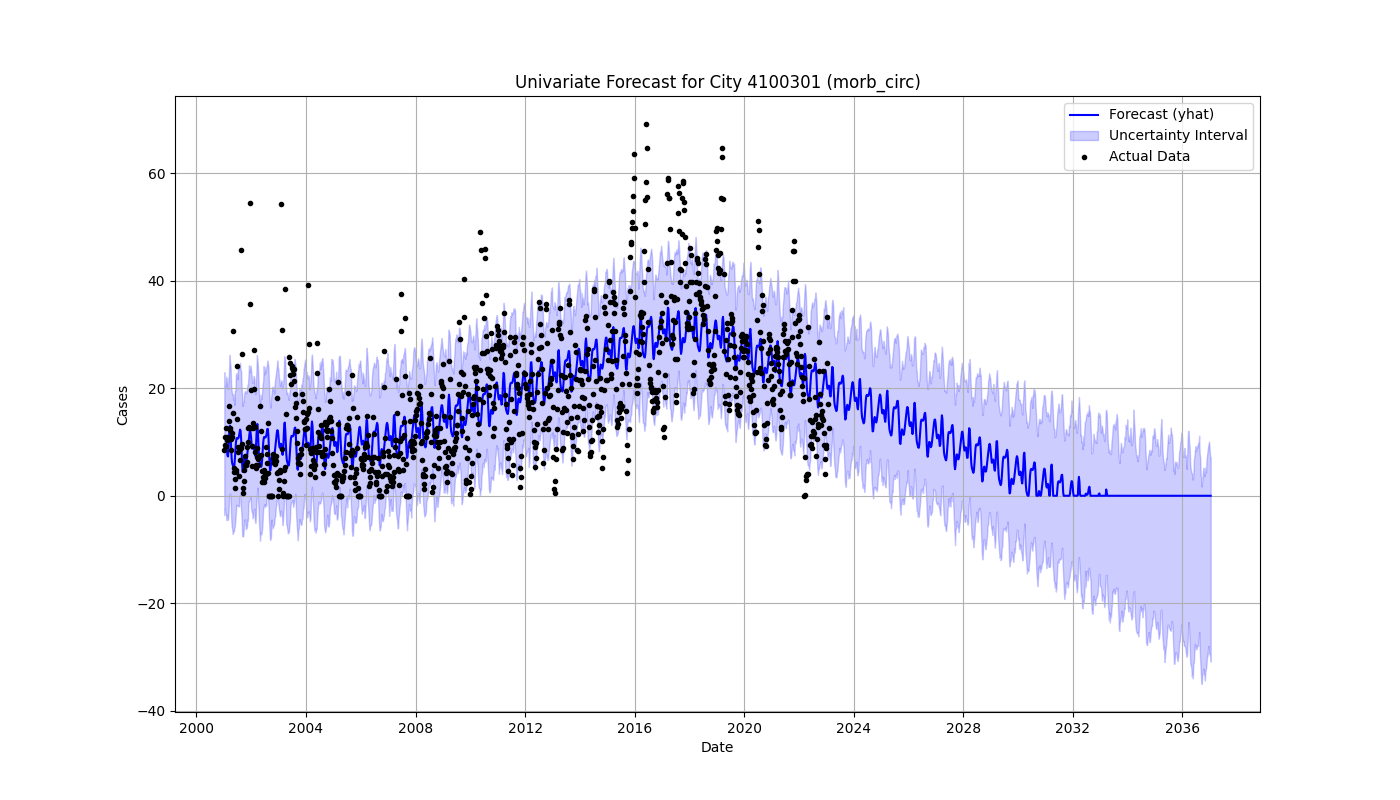 Univariate Forecast for City 4100301 (morb_circ)
Forecast (yhat)
Uncertainty Interval
Actual Data
Cases
60
40
20
0
−20
−40
2000 2004 2008 2012 2016 2020 2024 2028 2032 2036
Date